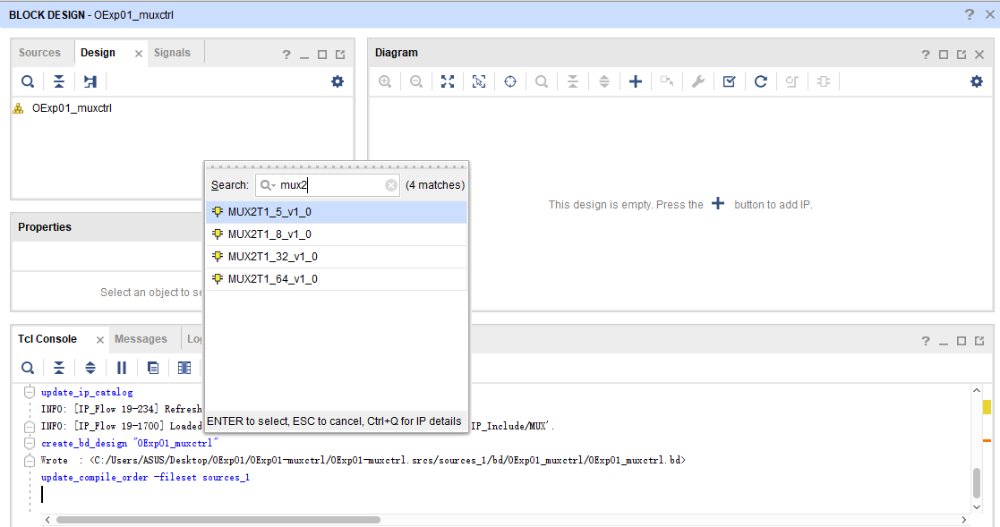 BLOCK DESIGN - OExp01_muxctrl
Sources Design Signals
OExp01_muxctrl
Properties
Select an object to se
Diagram
This design is empty. Press the button to add IP.
Search: mux2 (4 matches)
MUX2T1_5_v1_0
MUX2T1_8_v1_0
MUX2T1_32_v1_0
MUX2T1_64_v1_0
ENTER to select, ESC to cancel, Ctrl+Q for IP details
Tcl Console Messages Lo
update_ip_catalog
INFO: [IP_Flow 19-234] Refresh
INFO: [IP_Flow 19-1700] Loaded IP_Include/MUX'.
create_bd_design "OExp01_muxctrl"
Wrote : <C:/Users/ASUS/Desktop/OExp01/OExp01-muxctrl/OExp01-muxctrl.srcs/sources_1/bd/OExp01_muxctrl/OExp01_muxctrl.bd>
update_compile_order -fileset sources_1